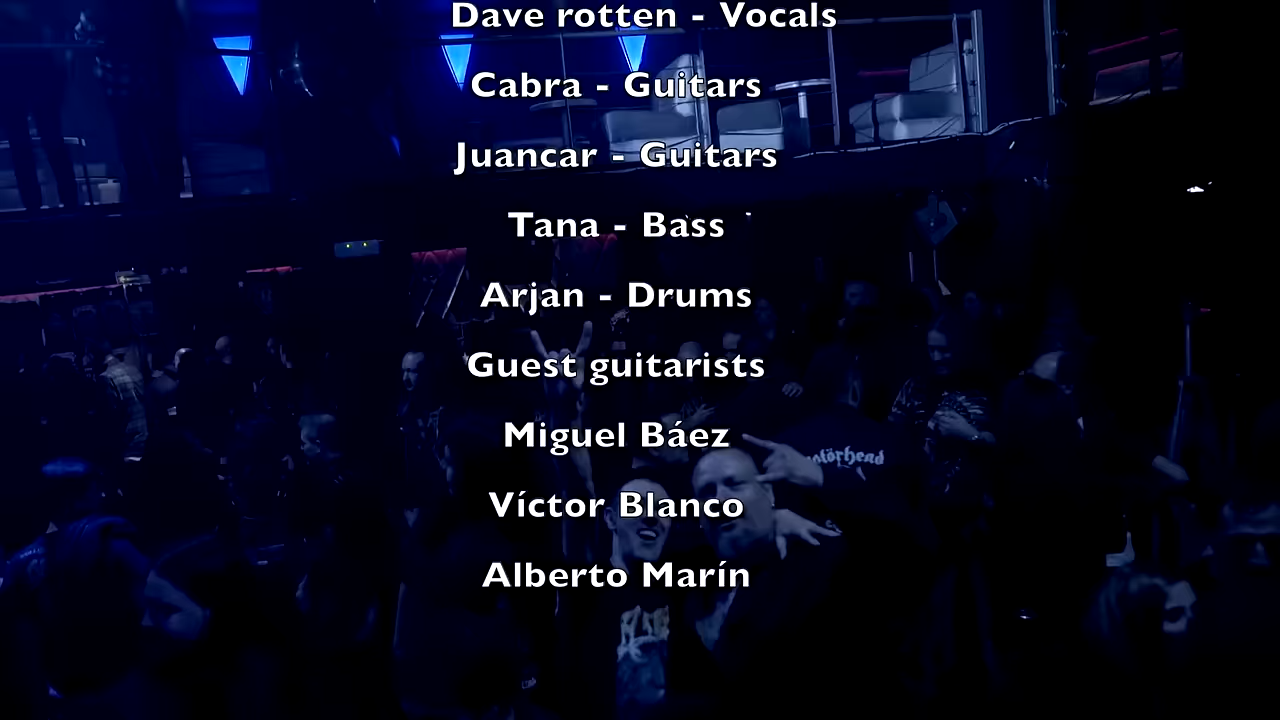 Dave rotten - Vocals
Cabra - Guitars
Juancar - Guitars
Tana - Bass
Arjan - Drums
Guest guitarists
Miguel Báez
Víctor Blanco
Alberto Marín